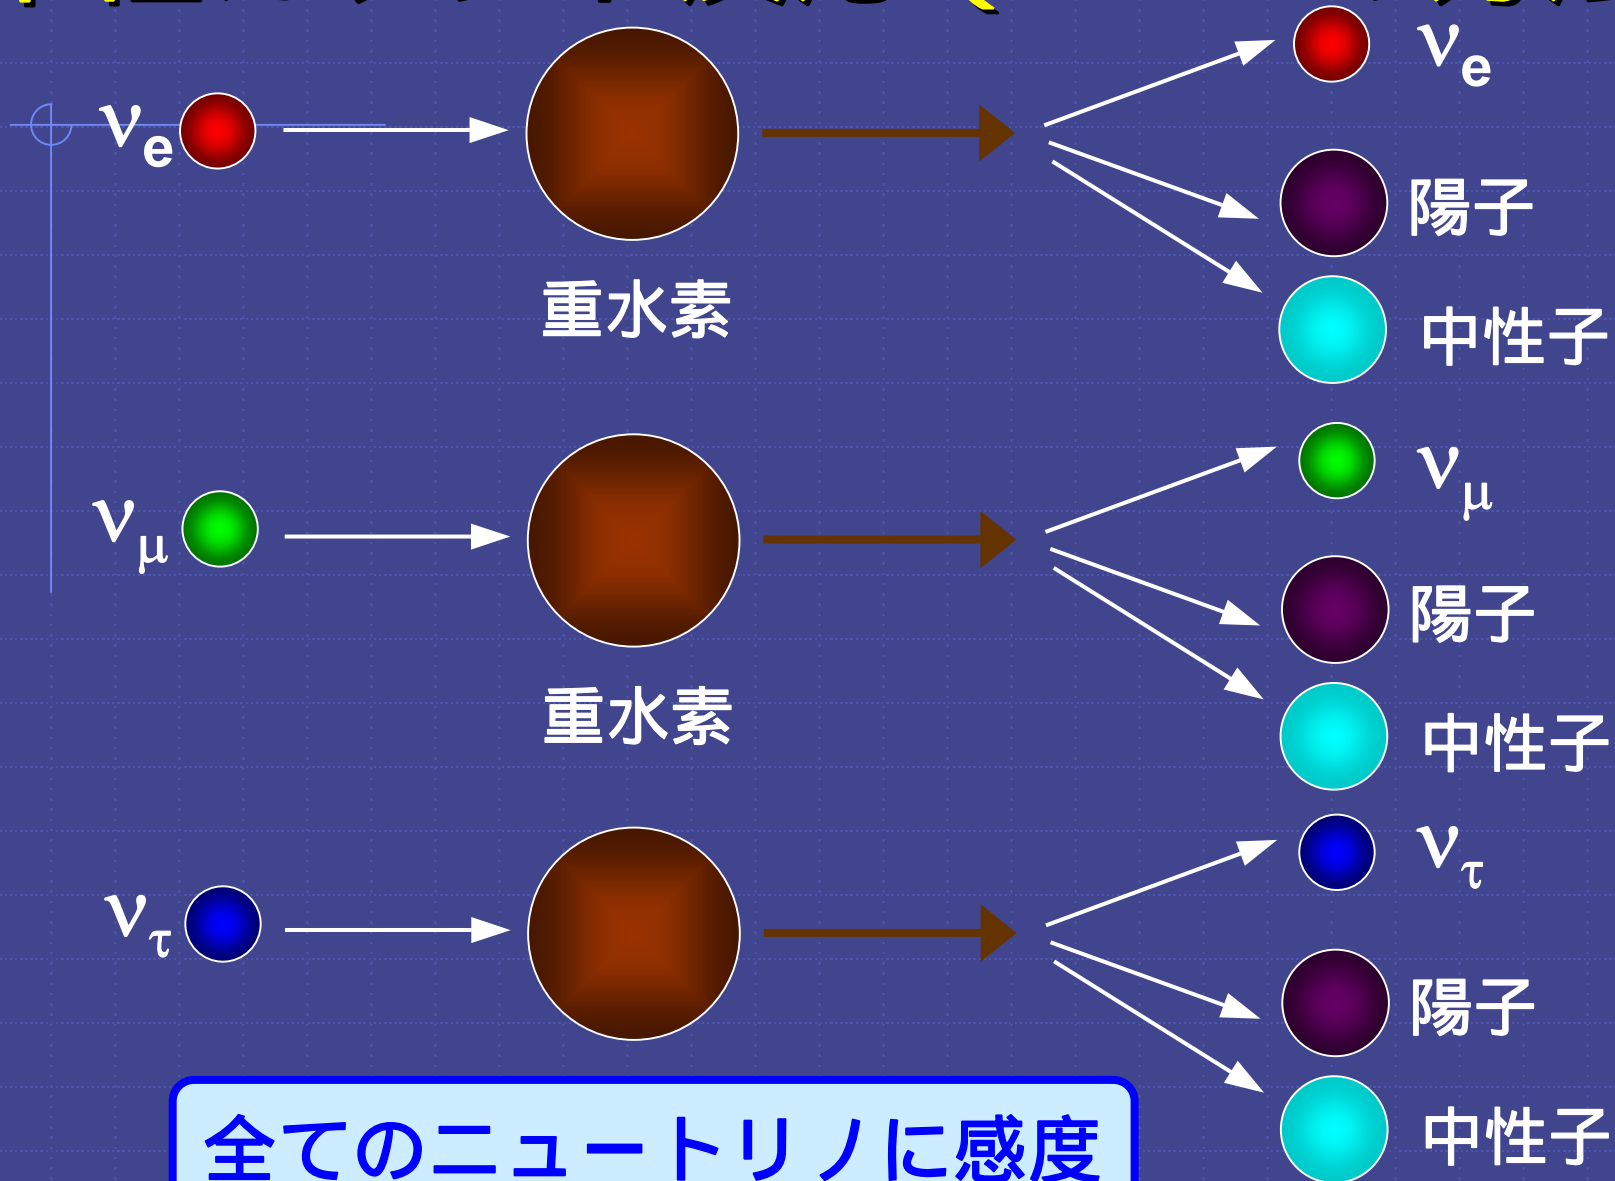 νe
νe
陽子
重水素
中性子
νμ
νμ
陽子
重水素
中性子
ντ
ντ
陽子
中性子
全てのニュートリノに感度